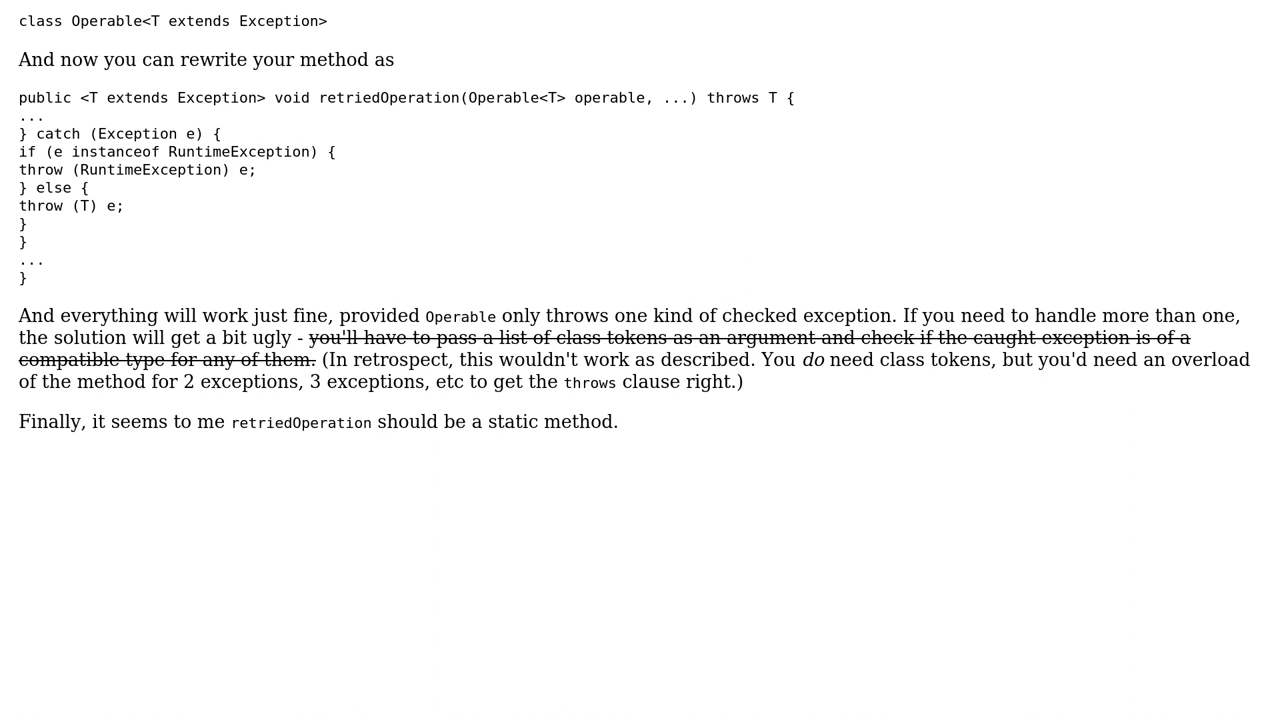 class Operable<T extends Exception>
And now you can rewrite your method as
public <T extends Exception> void retriedOperation(Operable<T> operable, ...) throws T {
...
} catch (Exception e) {
if (e instanceof RuntimeException) {
throw (RuntimeException) e;
} else {
throw (T) e;
}
}
...
}
And everything will work just fine, provided Operable only throws one kind of checked exception. If you need to handle more than one,
the solution will get a bit ugly - you'll have to pass a list of class tokens as an argument and check if the caught exception is of a
compatible type for any of them. (In retrospect, this wouldn't work as described. You do need class tokens, but you'd need an overload
of the method for 2 exceptions, 3 exceptions, etc to get the throws clause right.)
Finally, it seems to me retriedOperation should be a static method.